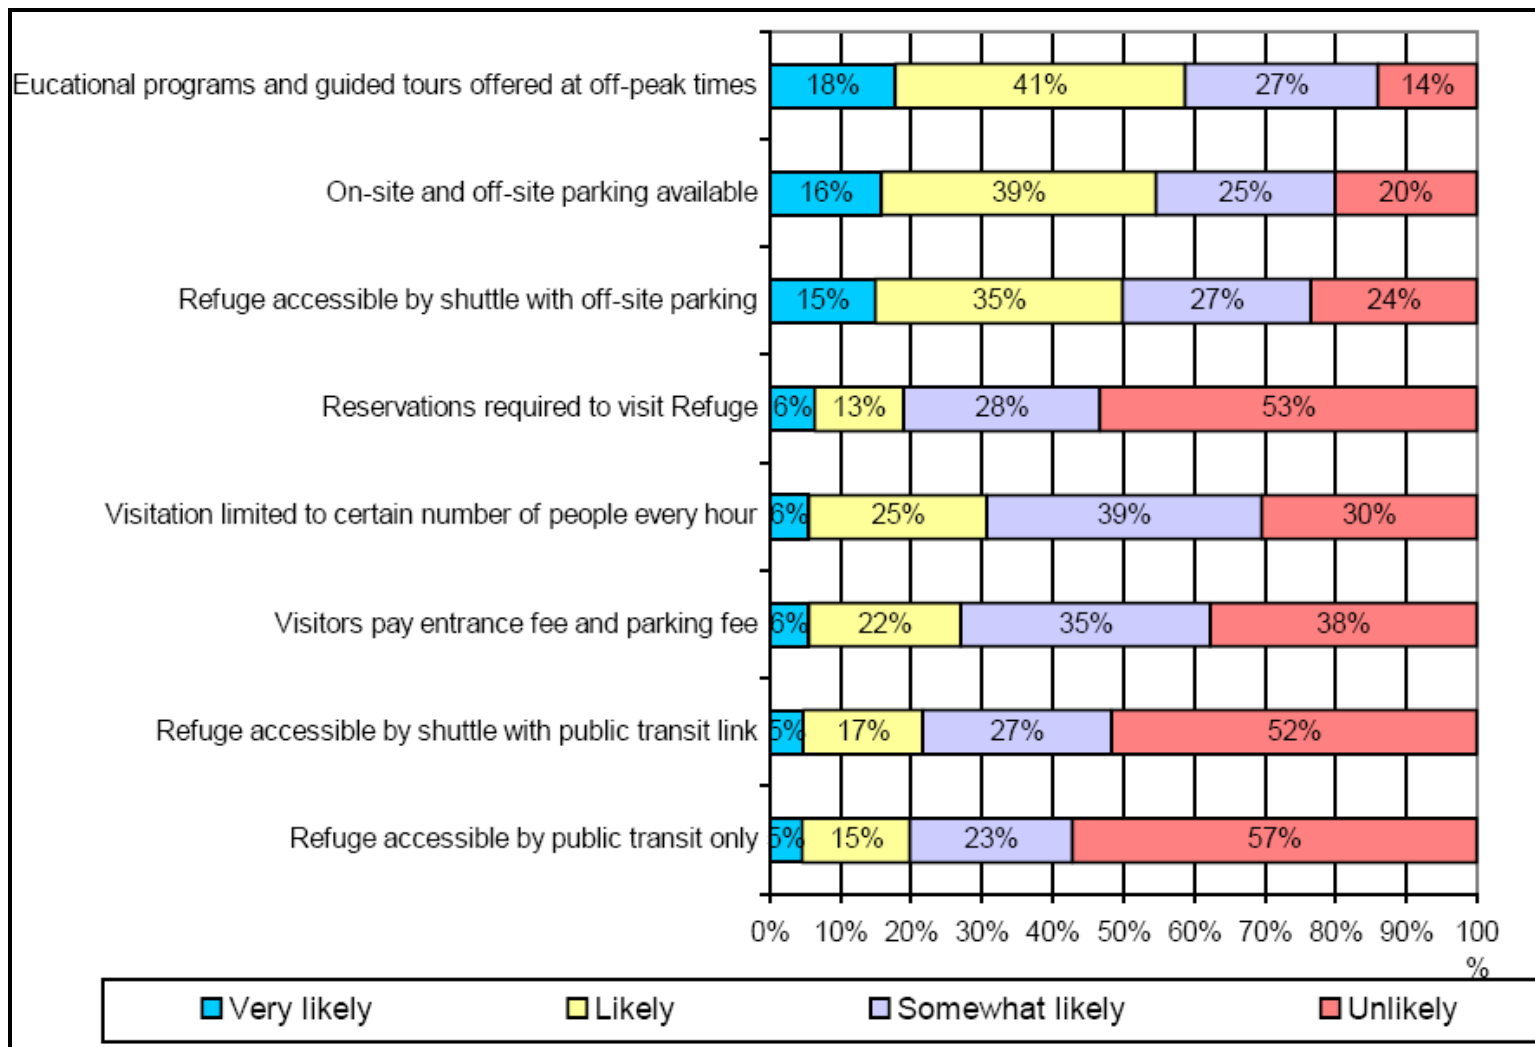 Eucational programs and guided tours offered at off-peak times 18% 41% 27% 14%
On-site and off-site parking available 16% 39% 25% 20%
Refuge accessible by shuttle with off-site parking 15% 35% 27% 24%
Reservations required to visit Refuge 6% 13% 28% 53%
Visitation limited to certain number of people every hour 6% 25% 39% 30%
Visitors pay entrance fee and parking fee 6% 22% 35% 38%
Refuge accessible by shuttle with public transit link 5% 17% 27% 52%
Refuge accessible by public transit only 5% 15% 23% 57%
0% 10% 20% 30% 40% 50% 60% 70% 80% 90% 100
%
Very likely Likely Somewhat likely Unlikely